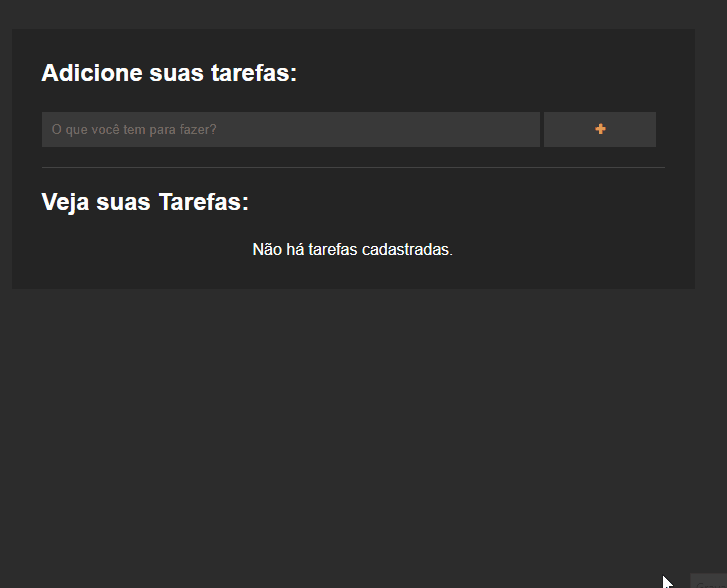 Adicione suas tarefas:
O que você tem para fazer?
Veja suas Tarefas:
Não há tarefas cadastradas.